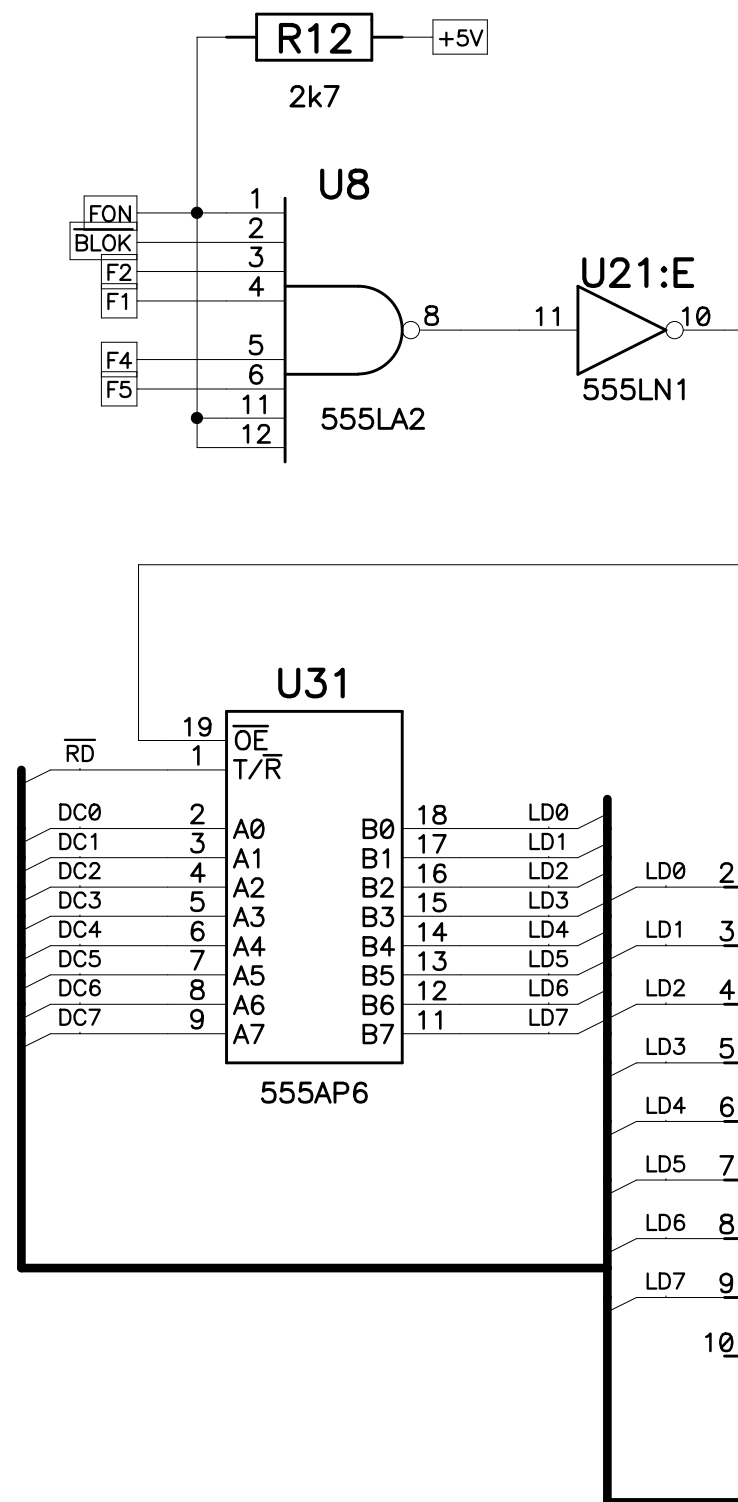 R12 +5V
2k7
U8
FON 1
BLOK 2
F2 3
F1 4
F4 5
F5 6
11
12
8
555LA2
U21:E
11 10
555LN1
U31
19 OE
RD 1 T/R
DC0 2 A0 B0 18 LD0
DC1 3 A1 B1 17 LD1
DC2 4 A2 B2 16 LD2
DC3 5 A3 B3 15 LD3
DC4 6 A4 B4 14 LD4
DC5 7 A5 B5 13 LD5
DC6 8 A6 B6 12 LD6
DC7 9 A7 B7 11 LD7
555AP6
LD0 2
LD1 3
LD2 4
LD3 5
LD4 6
LD5 7
LD6 8
LD7 9
10